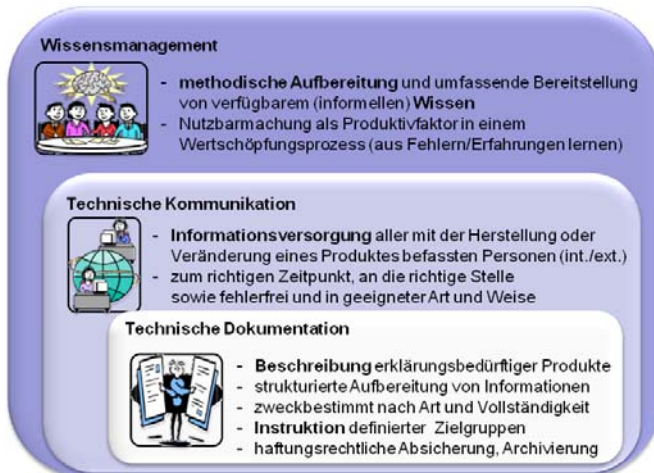 Wissensmanagement
- methodische Aufbereitung und umfassende Bereitstellung
von verfügbarem (informellen) Wissen
- Nutzbarmachung als Produktivfaktor in einem
Wertschöpfungsprozess (aus Fehlern/Erfahrungen lernen)
Technische Kommunikation
- Informationsversorgung aller mit der Herstellung oder
Veränderung eines Produktes befassten Personen (int./ext.)
- zum richtigen Zeitpunkt, an die richtige Stelle
sowie fehlerfrei und in geeigneter Art und Weise
Technische Dokumentation
- Beschreibung erklärungsbedürftiger Produkte
- strukturierte Aufbereitung von Informationen
- zweckbestimmt nach Art und Vollständigkeit
- Instruktion definierter Zielgruppen
- haftungsrechtliche Absicherung, Archivierung